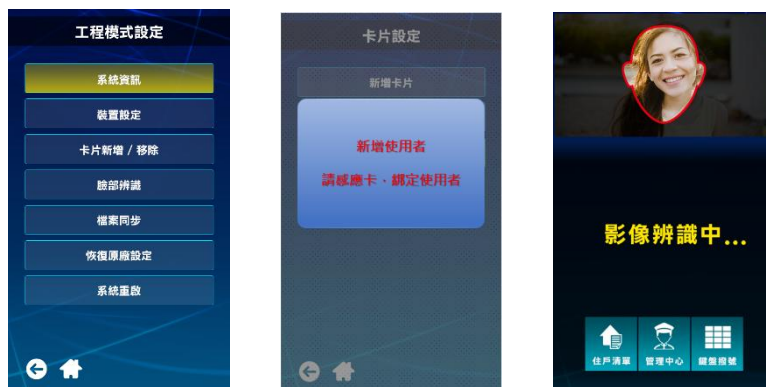 工程模式設定
系統資訊
裝置設定
卡片新增 / 移除
臉部辨識
檔案同步
恢復原廠設定
系統重啟
卡片設定
新增卡片
新增使用者
請感應卡，綁定使用者
影像辨識中...
住戶清單
管理中心
鍵盤撥號